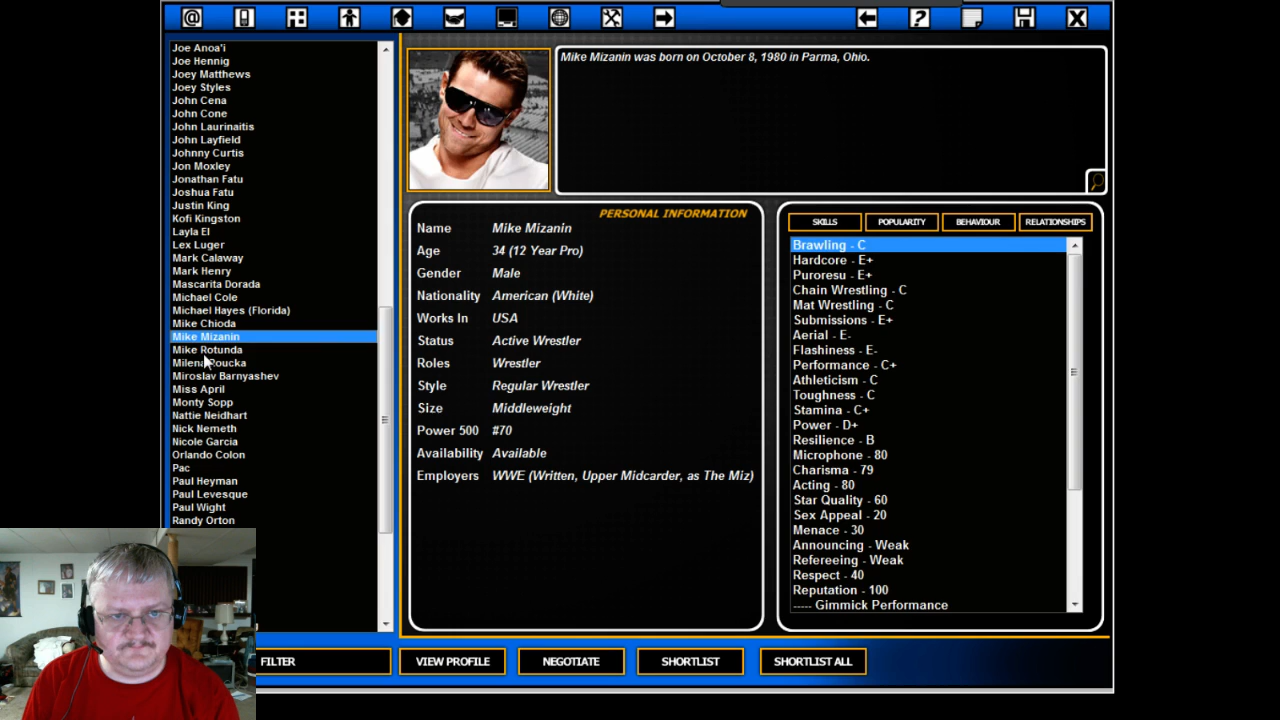 @
?
X
Joe Anoa'i
Joe Hennig
Joey Matthews
Joey Styles
John Cena
John Cone
John Laurinaitis
John Layfield
Johnny Curtis
Jon Moxley
Jonathan Fatu
Joshua Fatu
Justin King
Kofi Kingston
Layla El
Lex Luger
Mark Calaway
Mark Henry
Mascarita Dorada
Michael Cole
Michael Hayes (Florida)
Mike Chioda
Mike Mizanin
Mike Rotunda
Milena Roucka
Miroslav Barnyashev
Miss April
Monty Sopp
Nattie Neidhart
Nick Nemeth
Nicole Garcia
Orlando Colon
Pac
Paul Heyman
Paul Levesque
Paul Wight
Randy Orton
Mike Mizanin was born on October 8, 1980 in Parma, Ohio.
PERSONAL INFORMATION
Name Mike Mizanin
Age 34 (12 Year Pro)
Gender Male
Nationality American (White)
Works In USA
Status Active Wrestler
Roles Wrestler
Style Regular Wrestler
Size Middleweight
Power 500 #70
Availability Available
Employers WWE (Written, Upper Midcarder, as The Miz)
SKILLS POPULARITY BEHAVIOUR RELATIONSHIPS
Brawling - C
Hardcore - E+
Puroresu - E+
Chain Wrestling - C
Mat Wrestling - C
Submissions - E+
Aerial - E-
Flashiness - E-
Performance - C+
Athleticism - C
Toughness - C
Stamina - C+
Power - D+
Resilience - B
Microphone - 80
Charisma - 79
Acting - 80
Star Quality - 60
Sex Appeal - 20
Menace - 30
Announcing - Weak
Refereeing - Weak
Respect - 40
Reputation - 100
----- Gimmick Performance
FILTER VIEW PROFILE NEGOTIATE SHORTLIST SHORTLIST ALL